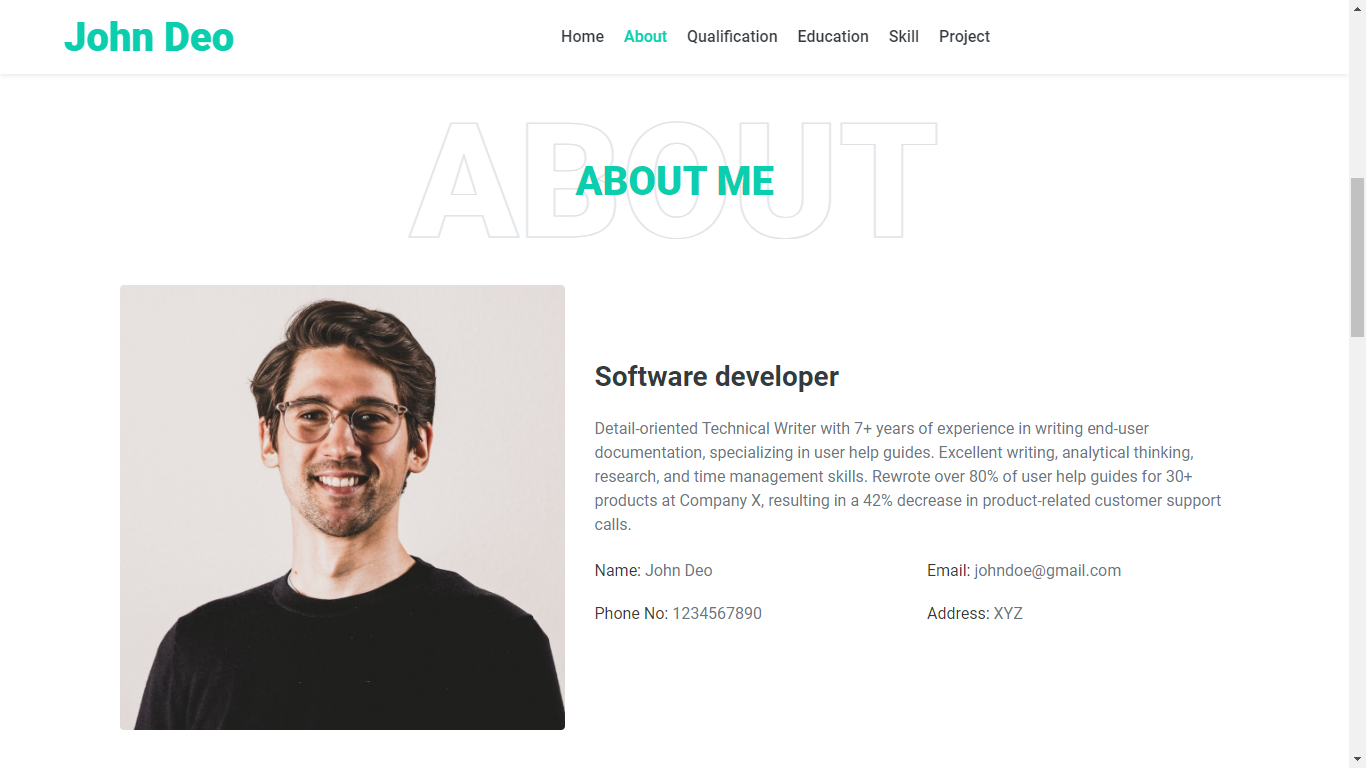 John Deo
Home About Qualification Education Skill Project
ABOUT
ABOUT ME
Software developer
Detail-oriented Technical Writer with 7+ years of experience in writing end-user
documentation, specializing in user help guides. Excellent writing, analytical thinking,
research, and time management skills. Rewrote over 80% of user help guides for 30+
products at Company X, resulting in a 42% decrease in product-related customer support
calls.
Name: John Deo
Email: johndoe@gmail.com
Phone No: 1234567890
Address: XYZ